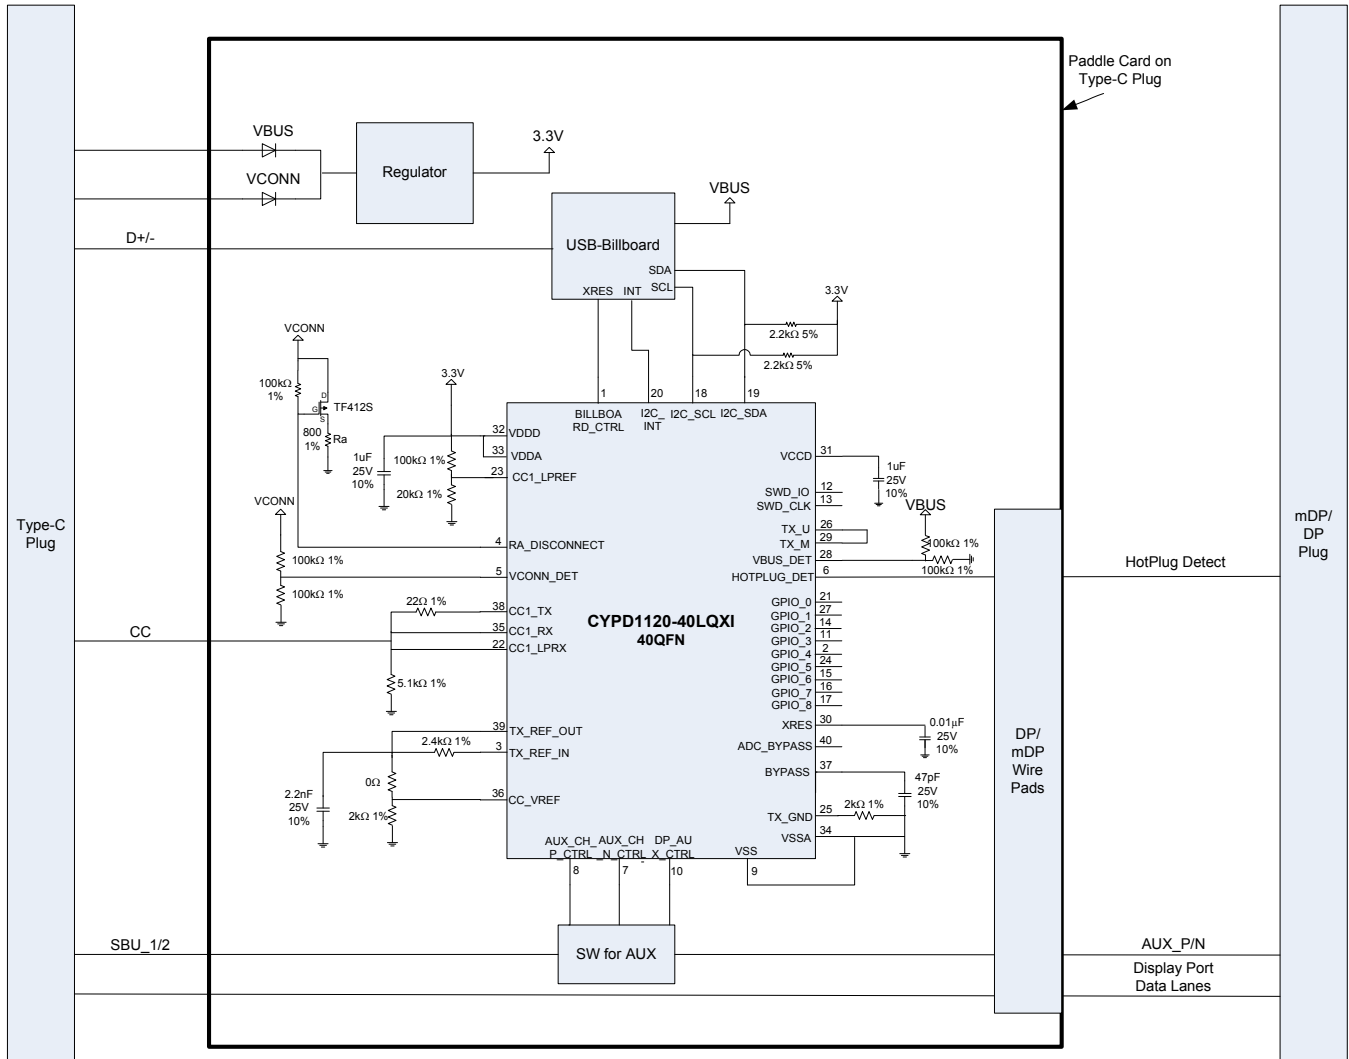 Paddle Card on
Type-C Plug
VBUS
VCONN
Regulator
3.3V
D+/-
USB-Billboard
VBUS
SDA
SCL
XRES
INT
3.3V
2.2kΩ 5%
2.2kΩ 5%
VCONN
100kΩ
1%
D
G
S
TF412S
800
1%
Ra
3.3V
1uF
25V
10%
100kΩ 1%
20kΩ 1%
1
20
18
19
BILLBOA
RD_CTRL
I2C_
INT
I2C_SCL
I2C_SDA
32
VDDD
33
VDDA
23
CC1_LPREF
4
RA_DISCONNECT
5
VCONN_DET
38
CC1_TX
35
CC1_RX
22
CC1_LPRX
39
TX_REF_OUT
3
TX_REF_IN
36
CC_VREF
VCONN
100kΩ 1%
100kΩ 1%
22Ω 1%
CC
5.1kΩ 1%
2.4kΩ 1%
0Ω
2kΩ 1%
2.2nF
25V
10%
CYPD1120-40LQXI
40QFN
31
VCCD
1uF
25V
10%
12
SWD_IO
13
SWD_CLK
26
TX_U
29
TX_M
28
VBUS_DET
6
HOTPLUG_DET
VBUS
100kΩ 1%
100kΩ 1%
21
GPIO_0
27
GPIO_1
14
GPIO_2
11
GPIO_3
2
GPIO_4
24
GPIO_5
15
GPIO_6
16
GPIO_7
17
GPIO_8
30
XRES
0.01µF
25V
10%
40
ADC_BYPASS
37
BYPASS
47pF
25V
10%
25
TX_GND
2kΩ 1%
34
VSSA
AUX_CH_
P_CTRL
AUX_CH
_N_CTRL
DP_AU
X_CTRL
VSS
8
7
10
9
SW for AUX
SBU_1/2
Type-C
Plug
DP/
mDP
Wire
Pads
HotPlug Detect
AUX_P/N
Display Port
Data Lanes
mDP/
DP
Plug